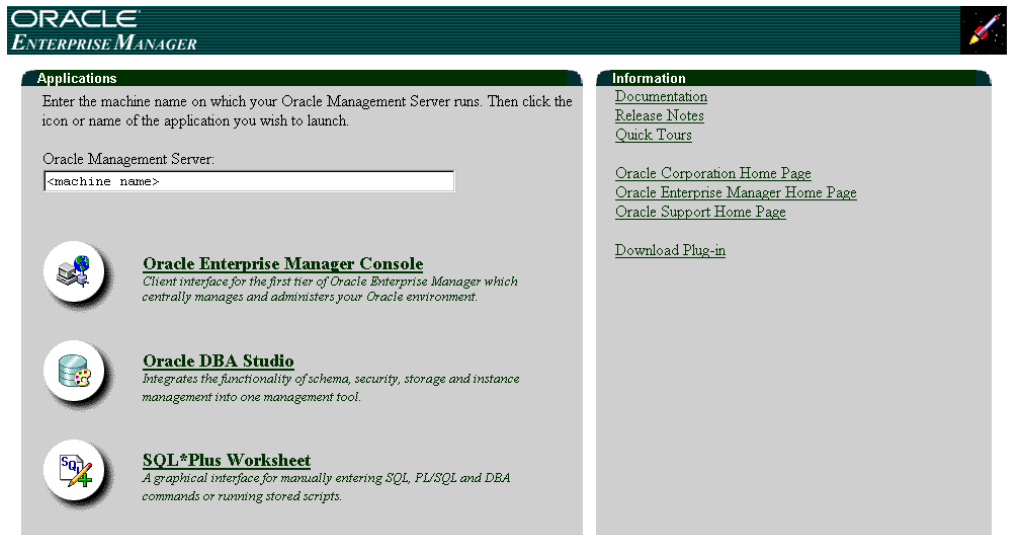 ORACLE
ENTERPRISE MANAGER
Applications
Enter the machine name on which your Oracle Management Server runs. Then click the
icon or name of the application you wish to launch.
Oracle Management Server:
<machine name>
Oracle Enterprise Manager Console
Client interface for the first tier of Oracle Enterprise Manager which
centrally manages and administers your Oracle environment.
Oracle DBA Studio
Integrates the functionality of schema, security, storage and instance
management into one management tool.
SQL
SQL*Plus Worksheet
A graphical interface for manually entering SQL, PL/SQL and DBA
commands or running stored scripts.
Information
Documentation
Release Notes
Quick Tours
Oracle Corporation Home Page
Oracle Enterprise Manager Home Page
Oracle Support Home Page
Download Plug-in